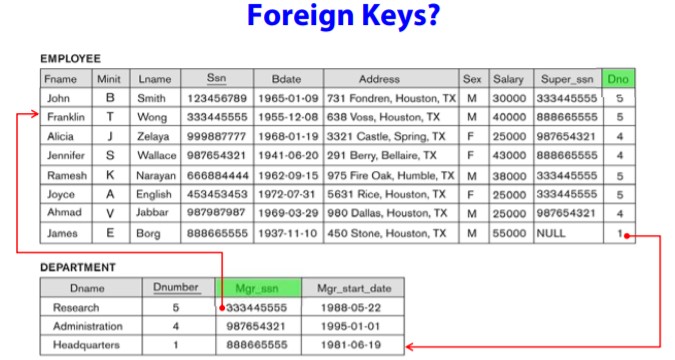 Foreign Keys?
EMPLOYEE
Fname Minit Lname Ssn Bdate Address Sex Salary Super_ssn Dno
John B Smith 123456789 1965-01-09 731 Fondren, Houston, TX M 30000 333445555 5
Franklin T Wong 333445555 1955-12-08 638 Voss, Houston, TX M 40000 888665555 5
Alicia J Zelaya 999887777 1968-01-19 3321 Castle, Spring, TX F 25000 987654321 4
Jennifer S Wallace 987654321 1941-06-20 291 Berry, Bellaire, TX F 43000 888665555 4
Ramesh K Narayan 666884444 1962-09-15 975 Fire Oak, Humble, TX M 38000 333445555 5
Joyce A English 453453453 1972-07-31 5631 Rice, Houston, TX F 25000 333445555 5
Ahmad V Jabbar 987987987 1969-03-29 980 Dallas, Houston, TX M 25000 987654321 4
James E Borg 888665555 1937-11-10 450 Stone, Houston, TX M 55000 NULL 1
DEPARTMENT
Dname Dnumber Mgr_ssn Mgr_start_date
Research 5 333445555 1988-05-22
Administration 4 987654321 1995-01-01
Headquarters 1 888665555 1981-06-19